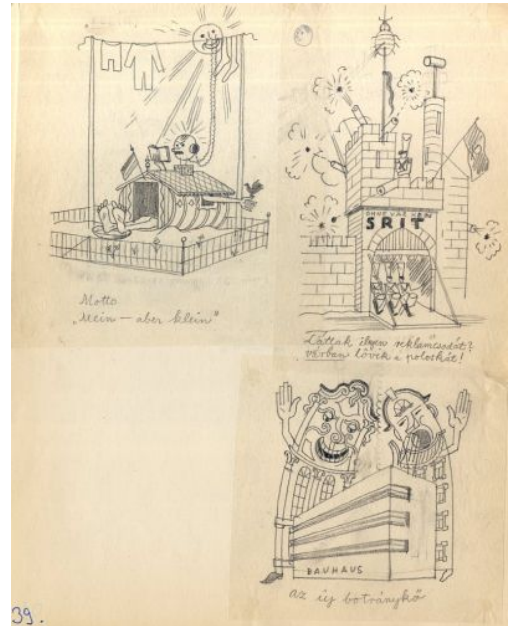 Motto
„Mein — aber klein"
SRIT
Láttak ilyen reklámcsodát?
várban lövik a poloskát!
BAUHAUS
az új botránykő
39.